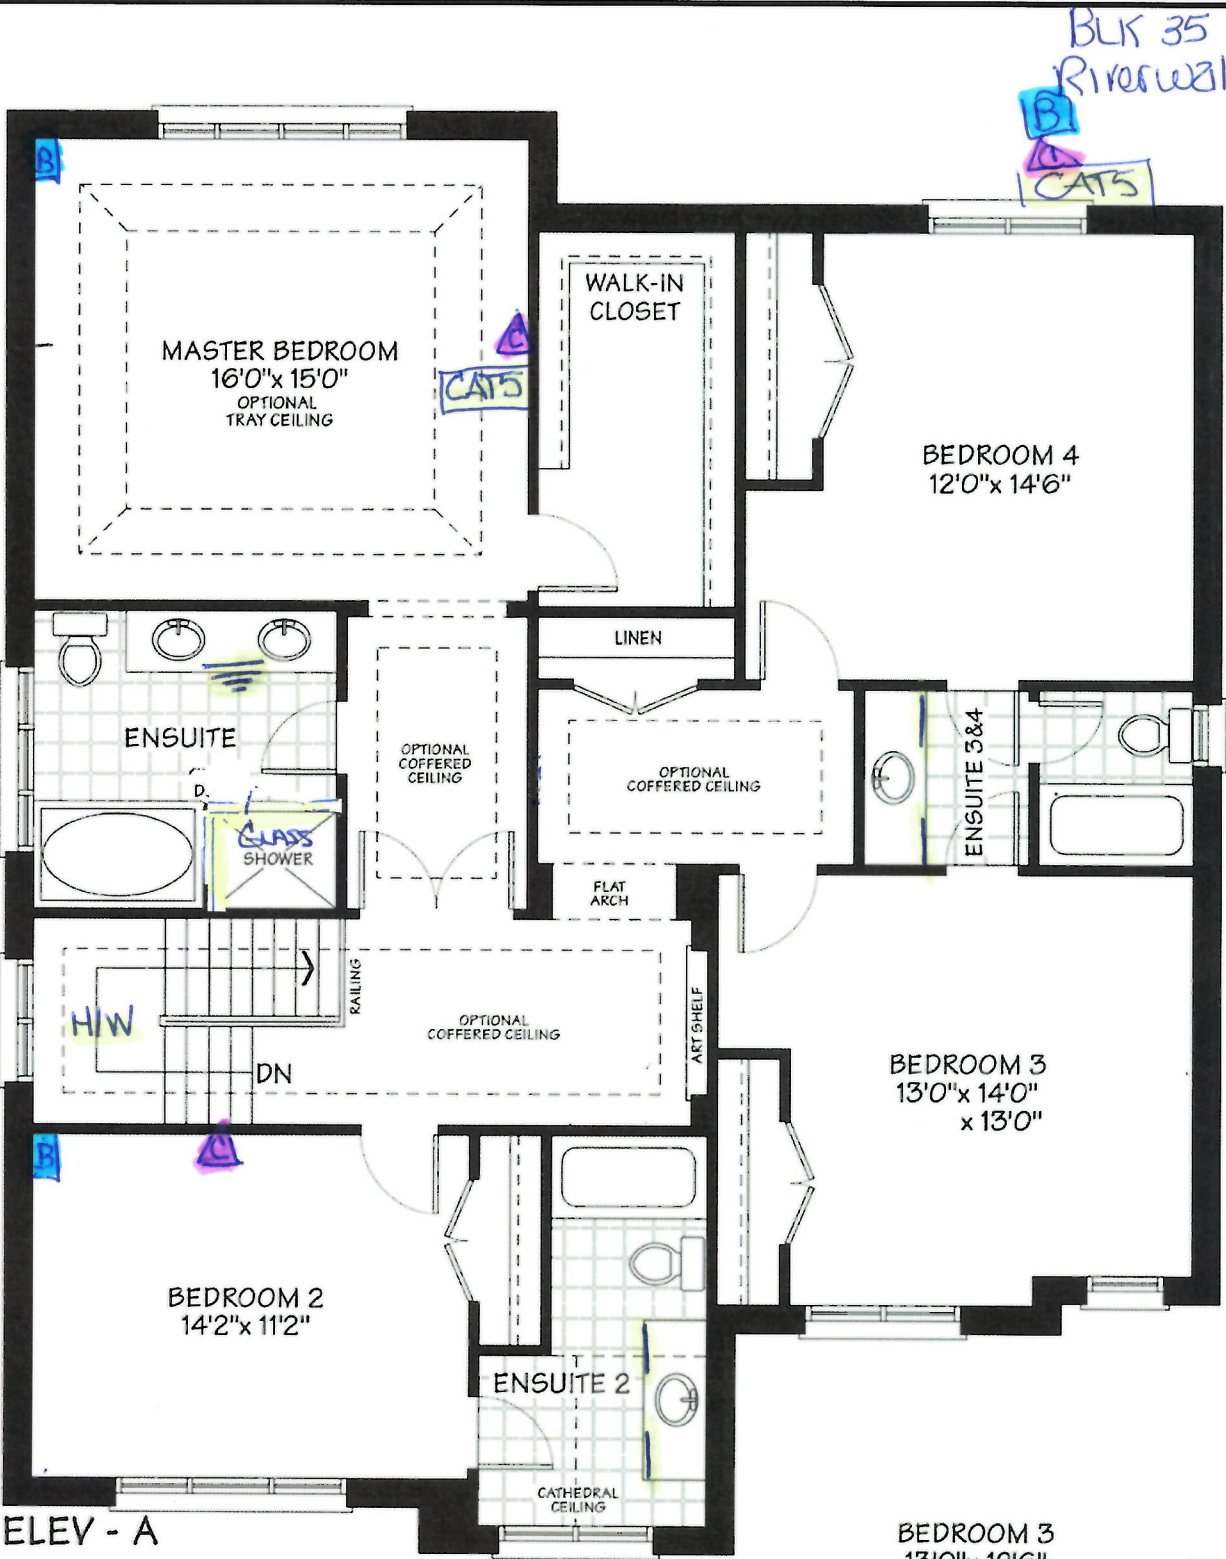 BLK 35
B
C
CAT5
B
WALK-IN
CLOSET
C
MASTER BEDROOM
16'0"x 15'0"
OPTIONAL
TRAY CEILING
CAT5
BEDROOM 4
12'0"x 14'6"
LINEN
ENSUITE
OPTIONAL
COFFERED
CEILING
OPTIONAL
COFFERED CEILING
ENSUITE 3&4
D.
GLASS
SHOWER
FLAT
ARCH
RAILING
H/W
OPTIONAL
COFFERED CEILING
ART SHELF
DN
BEDROOM 3
13'0"x 14'0"
x 13'0"
B
C
BEDROOM 2
14'2"x 11'2"
ENSUITE 2
CATHEDRAL
CEILING
ELEV - A
BEDROOM 3